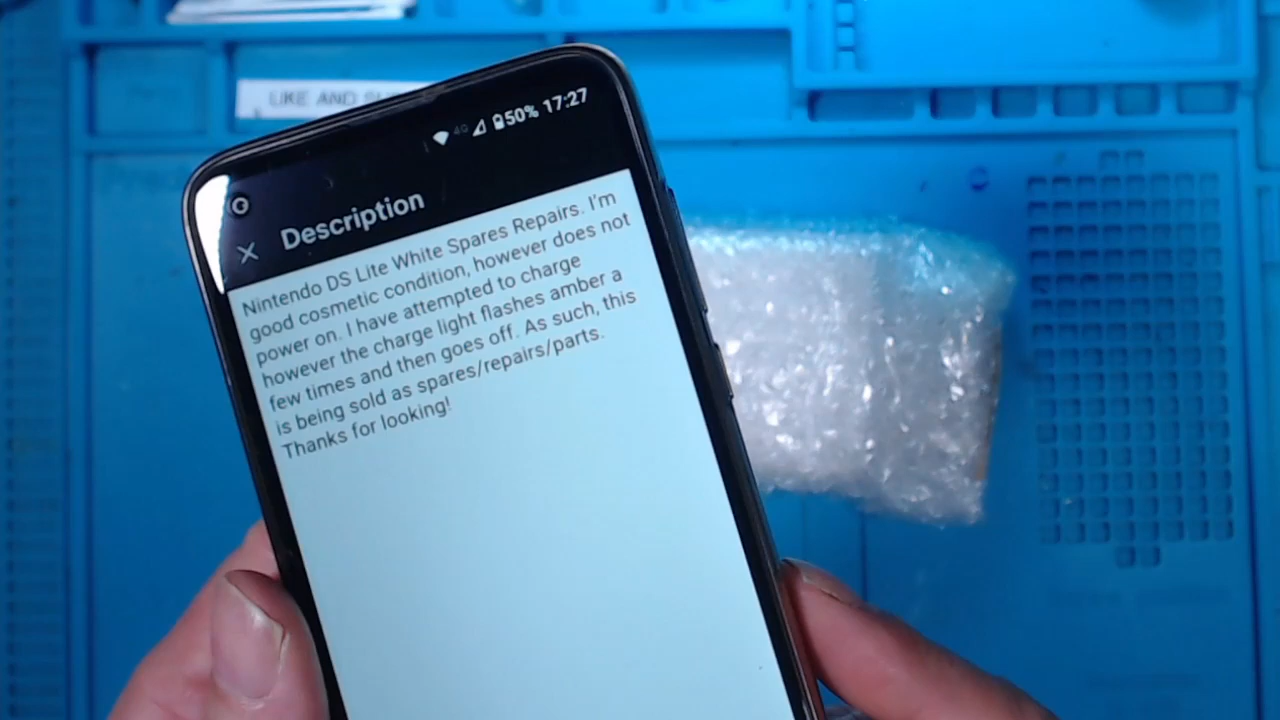 LIKE AND SU
4G 50% 17:27
Description
Nintendo DS Lite White Spares Repairs. I'm
good cosmetic condition, however does not
power on. I have attempted to charge
however the charge light flashes amber a
few times and then goes off. As such, this
is being sold as spares/repairs/parts.
Thanks for looking!